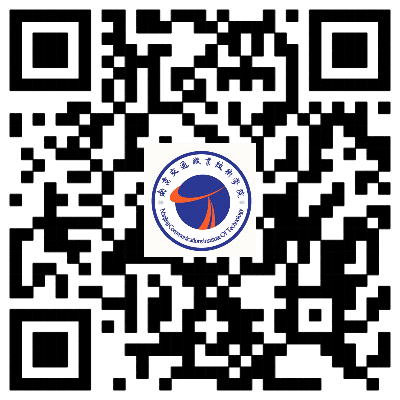 南京交通职业技术学院
Nanjing Communications Institute Of Technology